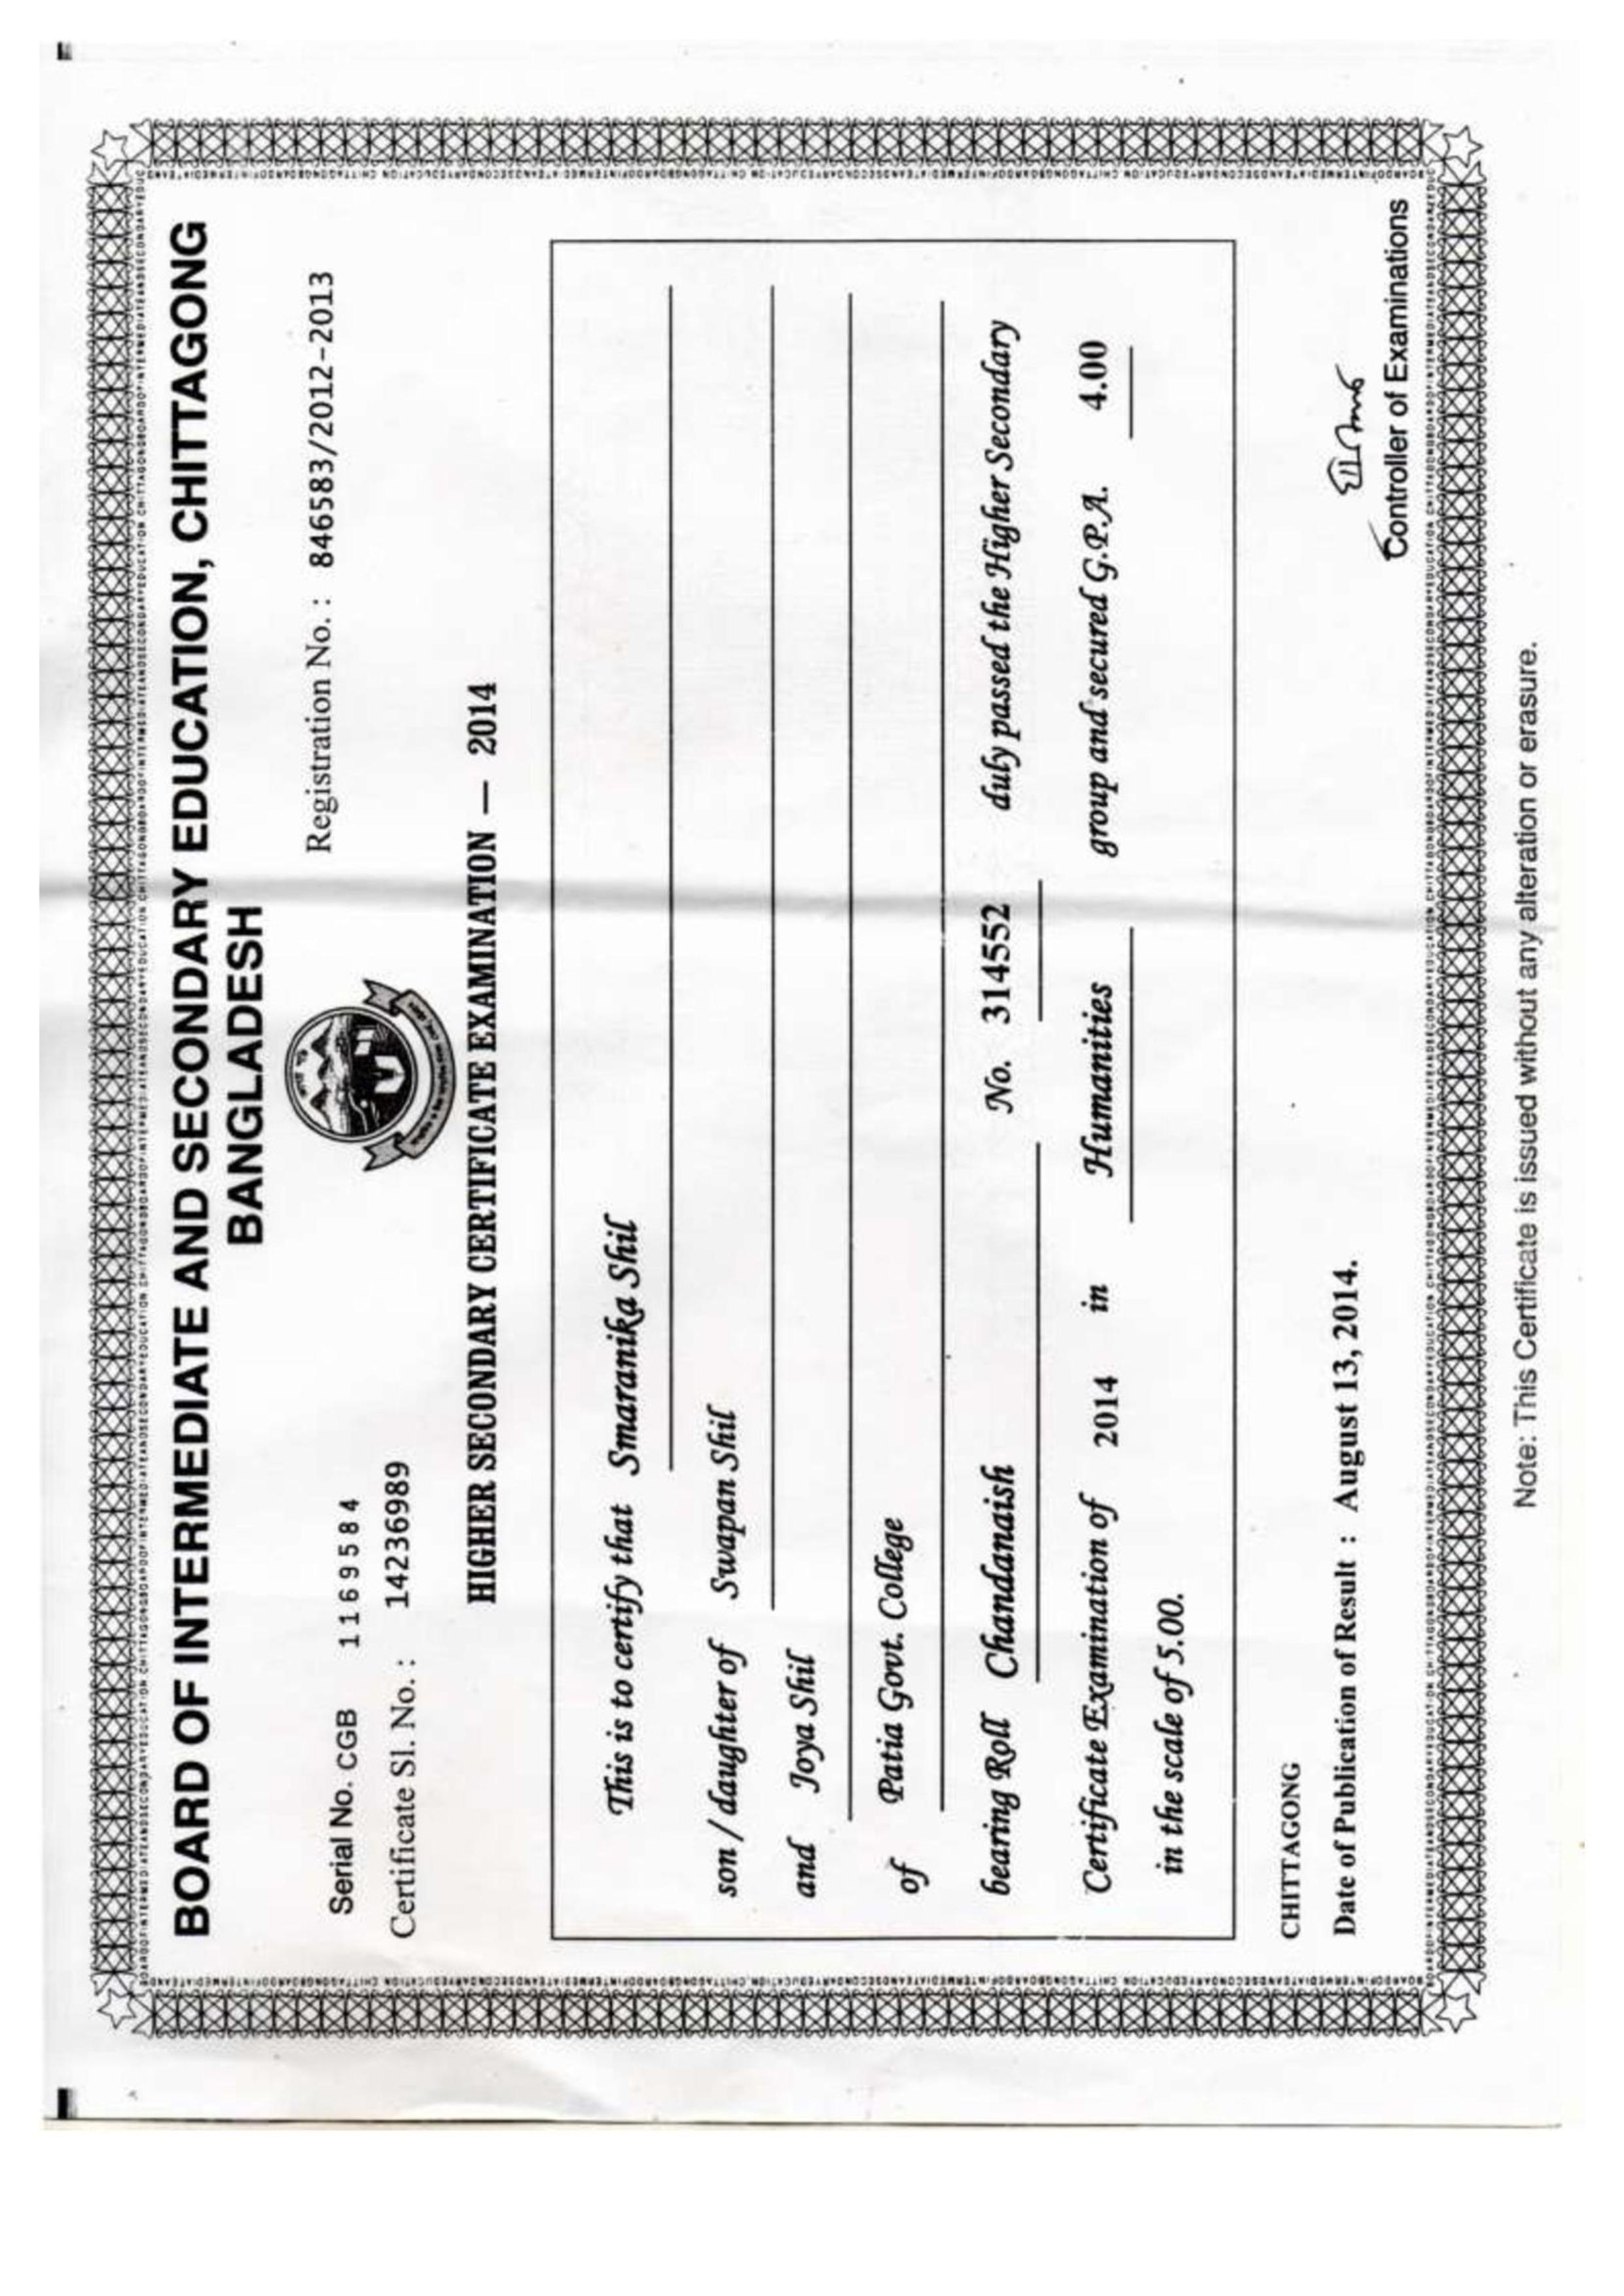 BOARD OF INTERMEDIATE AND SECONDARY EDUCATION, CHITTAGONG
BANGLADESH
Serial No. CGB 1169584
Registration No. : 846583/2012-2013
Certificate Sl. No. : 14236989
HIGHER SECONDARY CERTIFICATE EXAMINATION — 2014
This is to certify that Smaranika Shil
son / daughter of Swapan Shil
and Joya Shil
of Patia Govt. College
bearing Roll Chandanaish No. 314552 duly passed the Higher Secondary
Certificate Examination of 2014 in Humanities group and secured G.P.A. 4.00
in the scale of 5.00.
CHITTAGONG
Date of Publication of Result : August 13, 2014.
Controller of Examinations
Note: This Certificate is issued without any alteration or erasure.